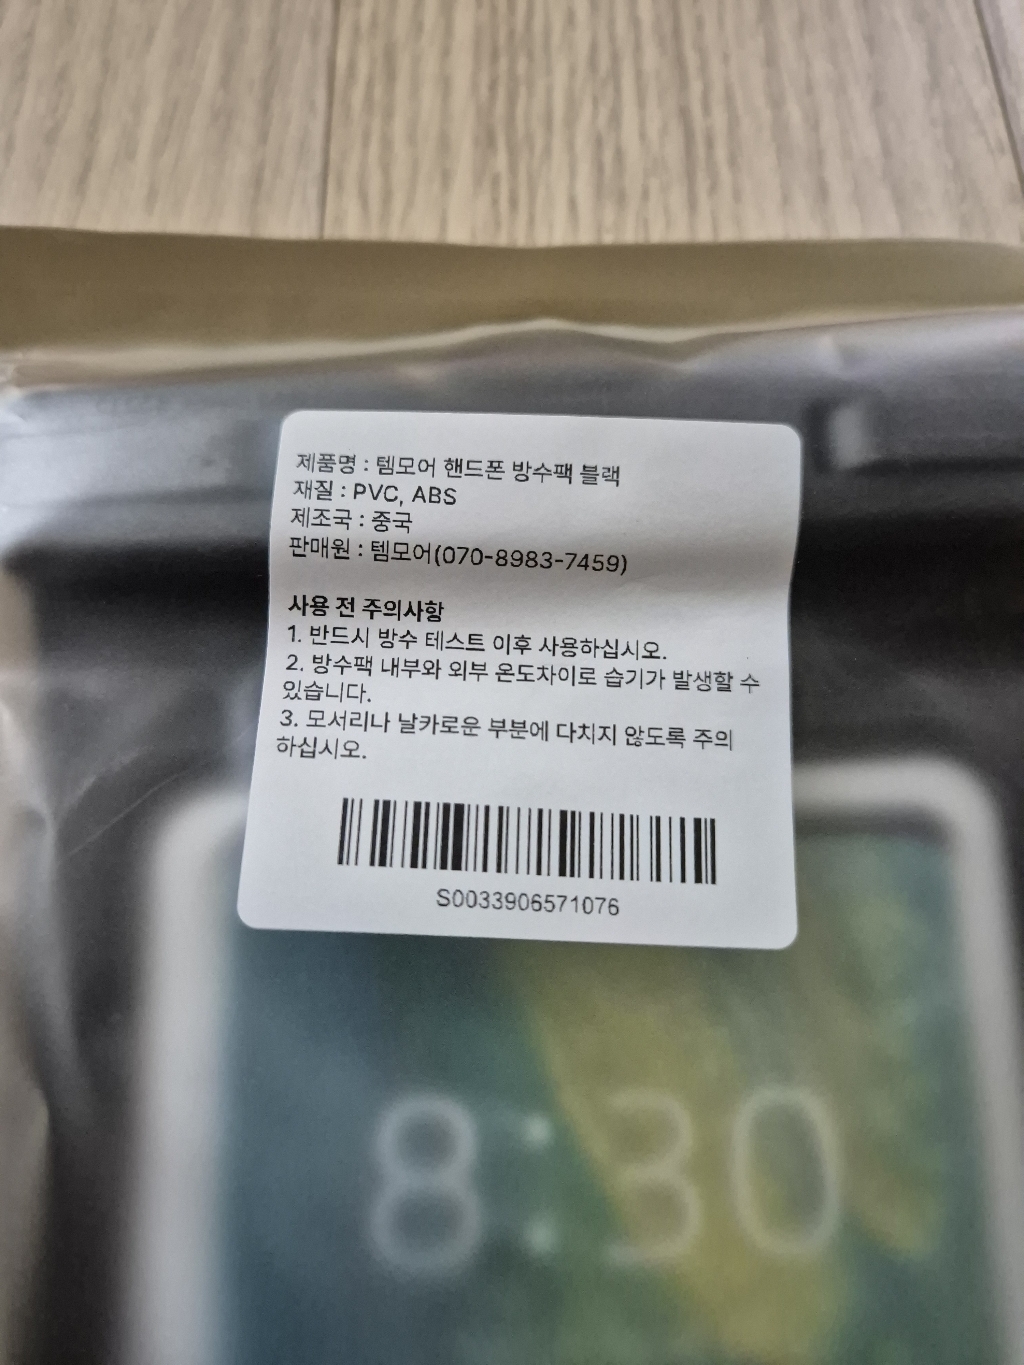 제품명 : 템모어 핸드폰 방수팩 블랙
재질 : PVC, ABS
제조국 : 중국
판매원 : 템모어(070-8983-7459)
사용 전 주의사항
1. 반드시 방수 테스트 이후 사용하십시오.
2. 방수팩 내부와 외부 온도차이로 습기가 발생할 수
있습니다.
3. 모서리나 날카로운 부분에 다치지 않도록 주의
하십시오.
S0033906571076
8:30